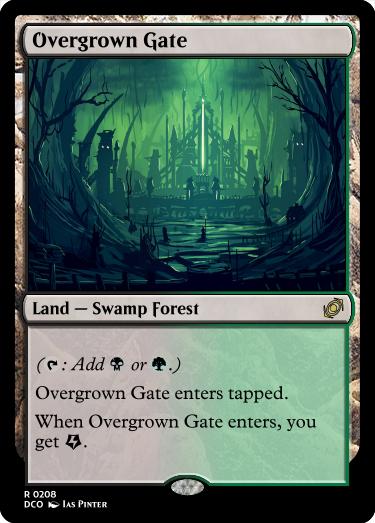 Overgrown Gate
Land — Swamp Forest
(: Add or .)
Overgrown Gate enters tapped.
When Overgrown Gate enters, you
get .
R 0208
DCO Ias Pinter